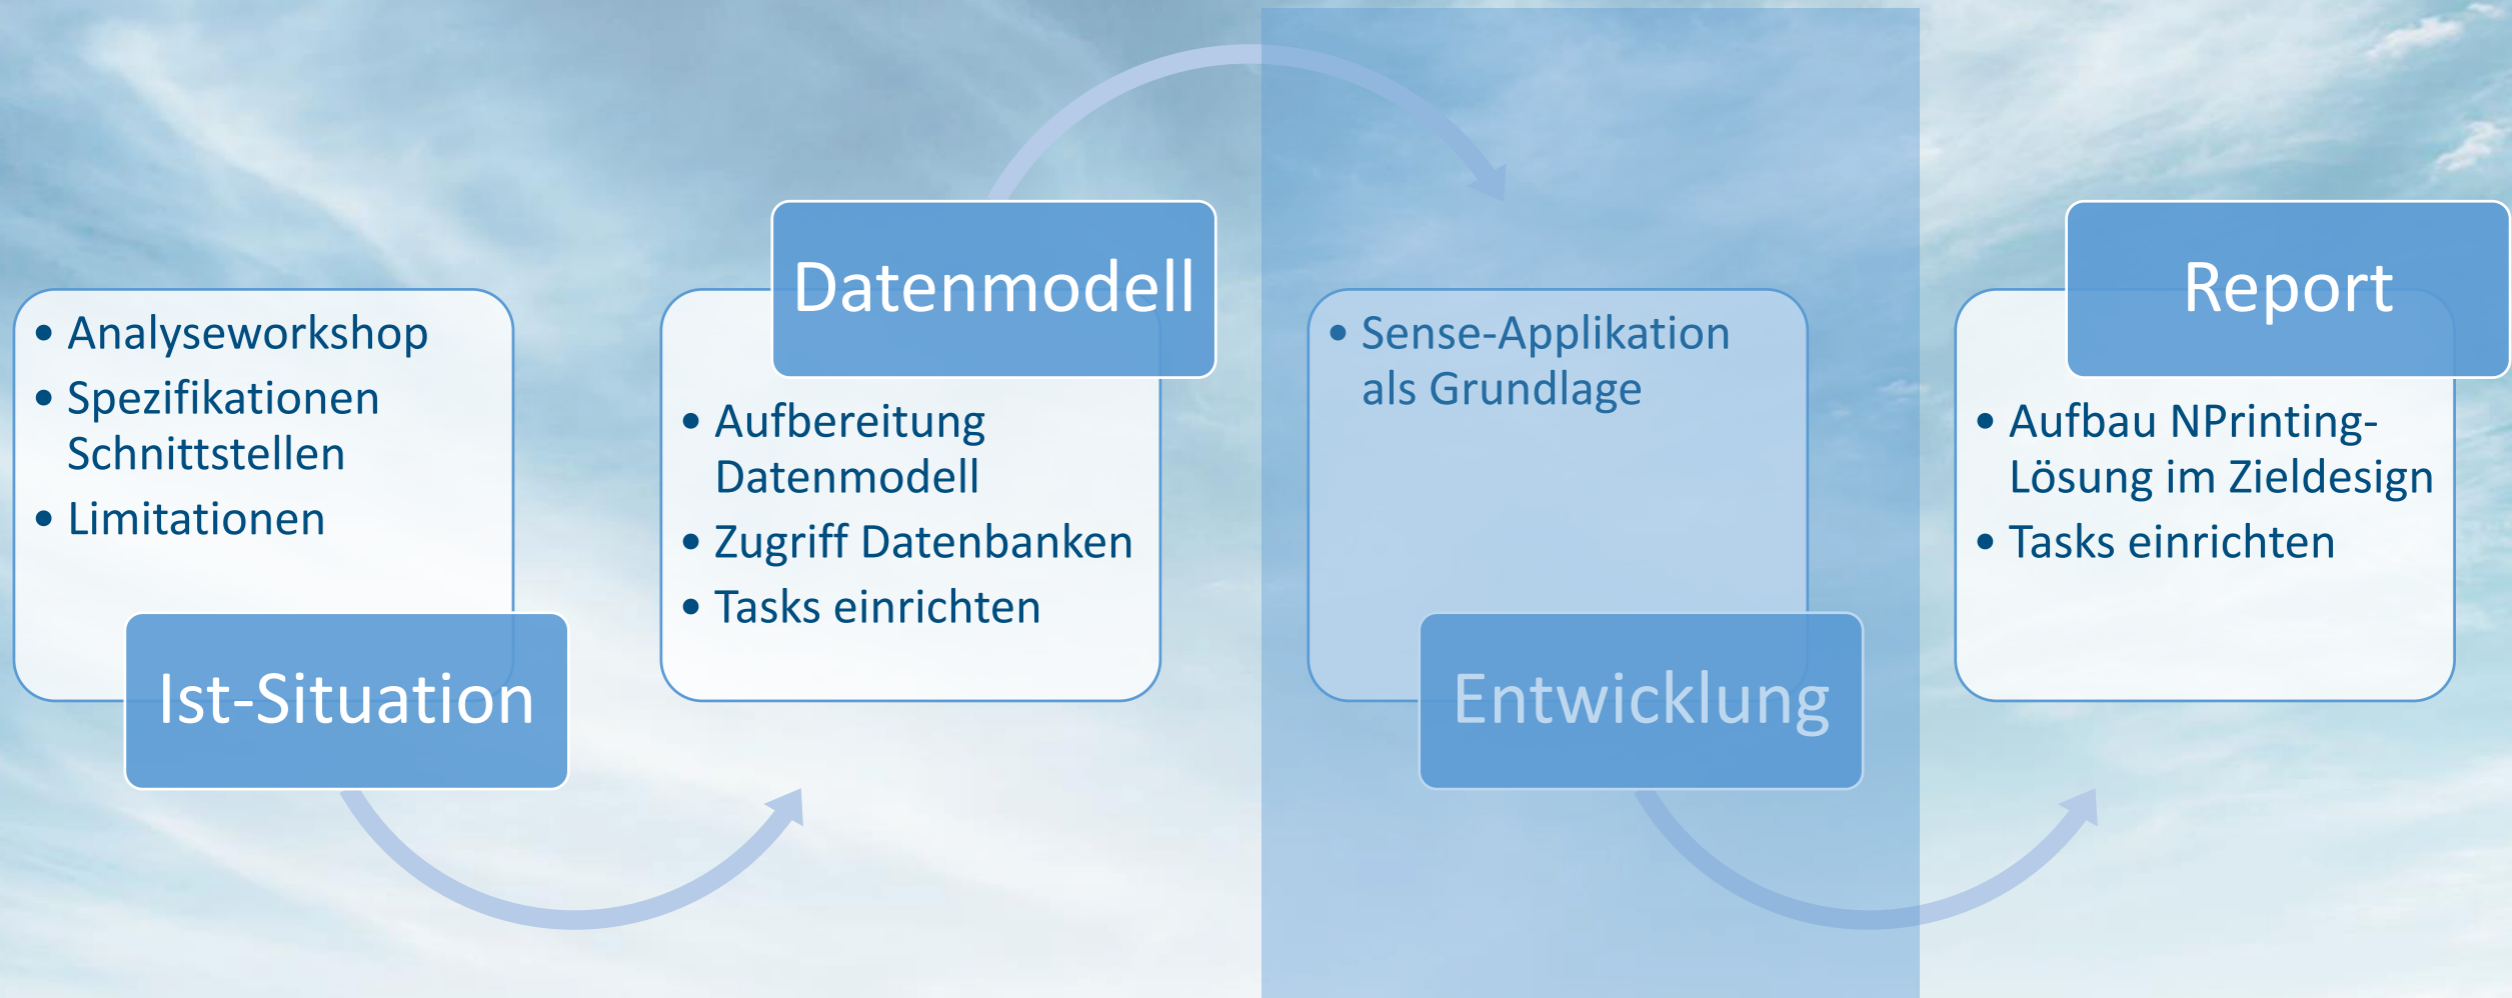 • Analyseworkshop
• Spezifikationen
Schnittstellen
• Limitationen
Ist-Situation
Datenmodell
• Aufbereitung
Datenmodell
• Zugriff Datenbanken
• Tasks einrichten
• Sense-Applikation
als Grundlage
Entwicklung
Report
• Aufbau NPrinting-
Lösung im Zieldesign
• Tasks einrichten